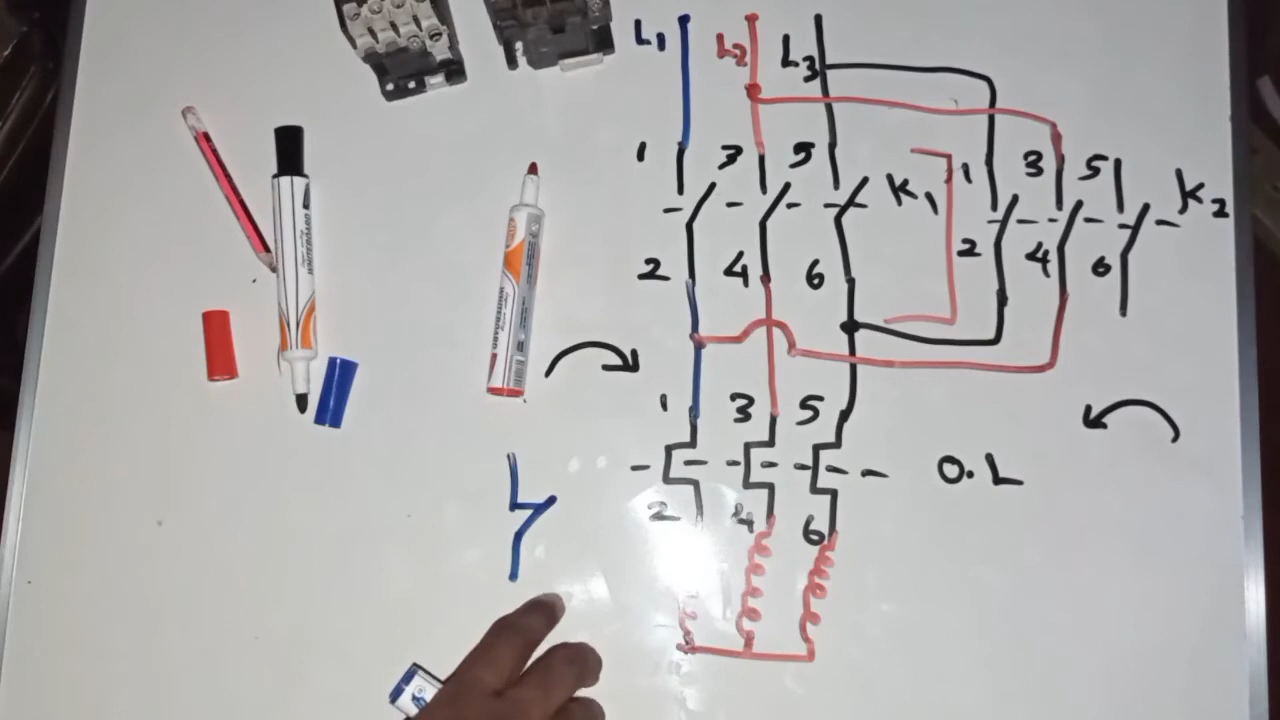 L1 L2 L3
1 3 5 K1 1 3 5 K2
2 4 6 2 4 6
1 3 5
O.L
2 4 6
WHITEBOARD